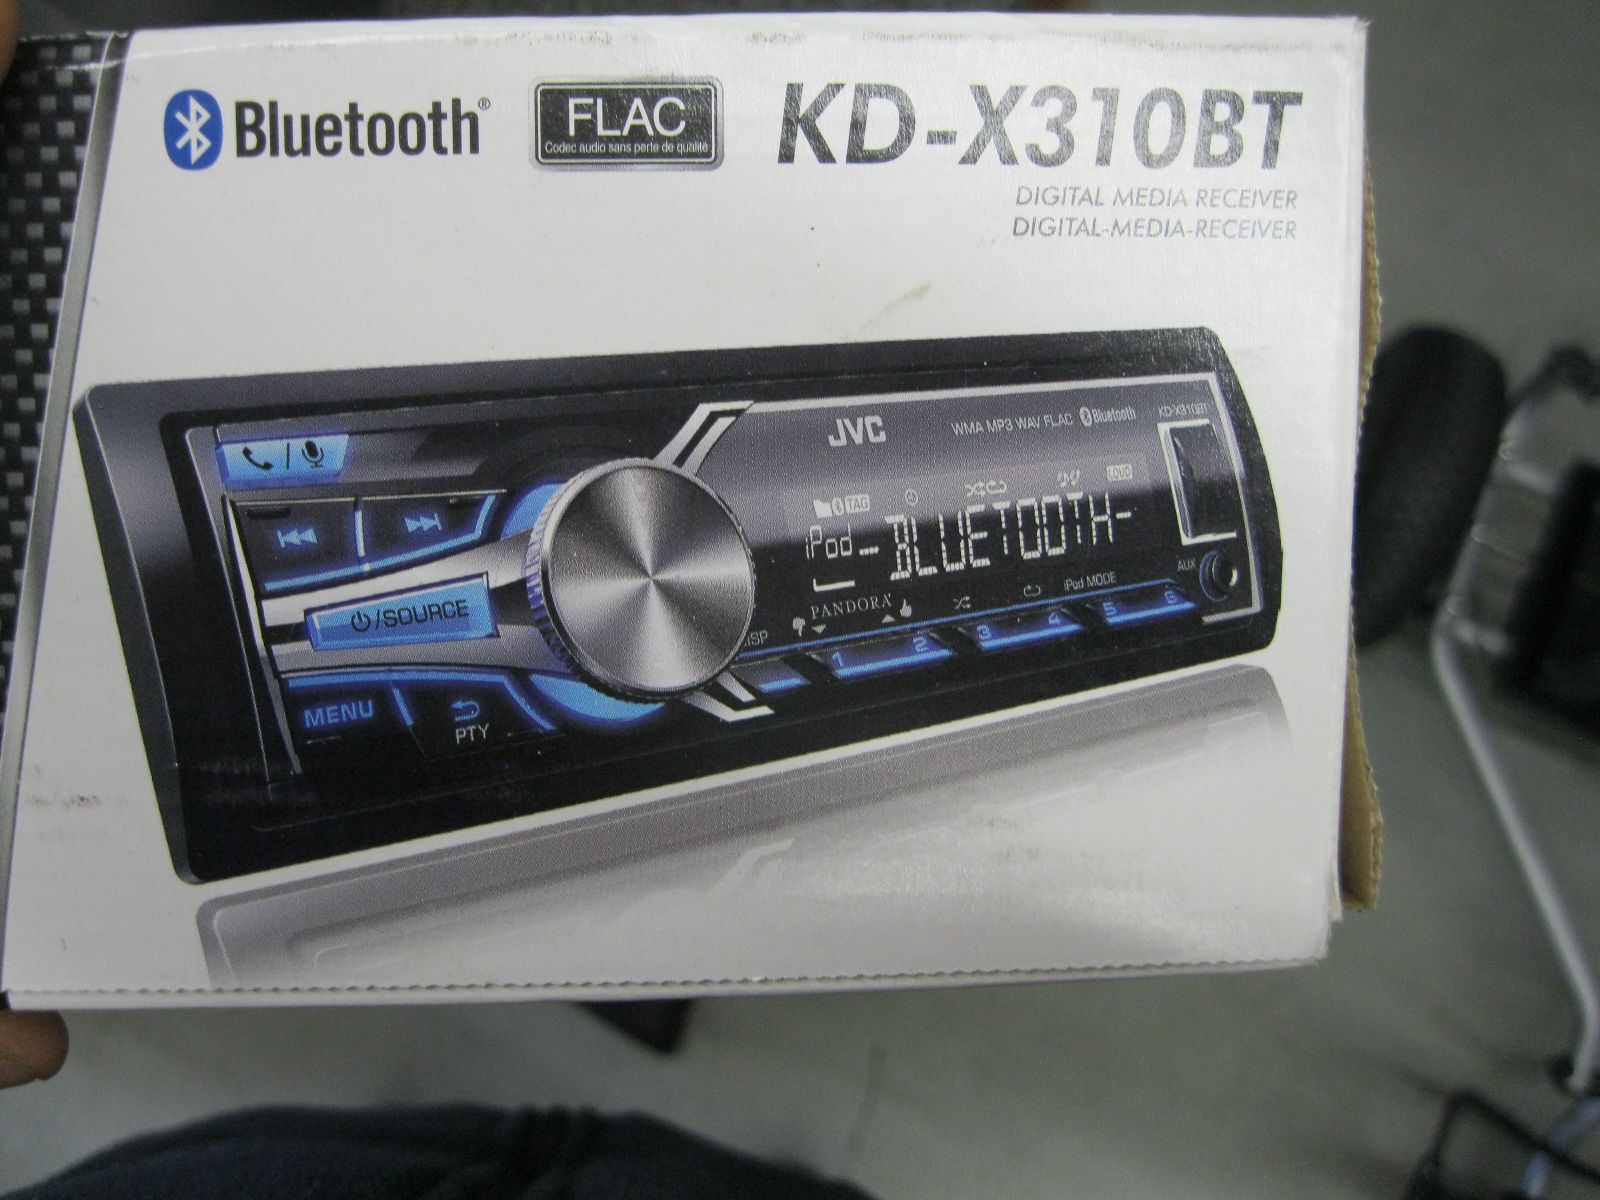 Bluetooth®
FLAC
Codec audio sans perte de qualité
KD-X310BT
DIGITAL MEDIA RECEIVER
DIGITAL-MEDIA-RECEIVER
JVC
WMA MP3 WAV FLAC Bluetooth
KD-X310BT
TAG
LOUD
iPod -BLUETOOTH-
/SOURCE
PANDORA
iPod MODE
AUX
DISP
1 2 3 4 5 6
MENU
PTY